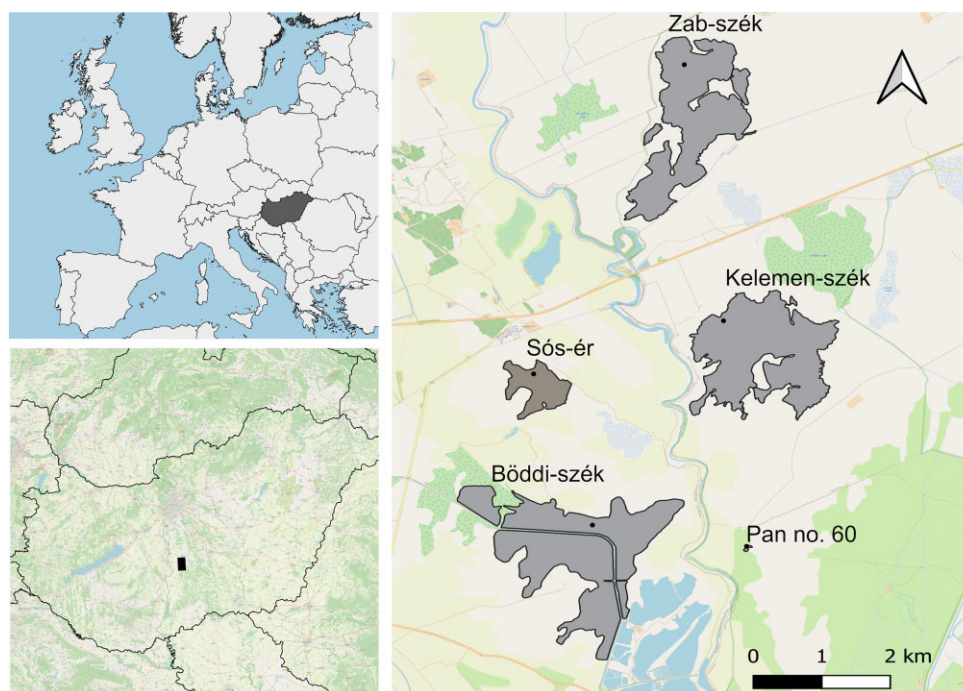 Zab-szék
Kelemen-szék
Sós-ér
Böddi-szék
Pan no. 60
0 1 2 km